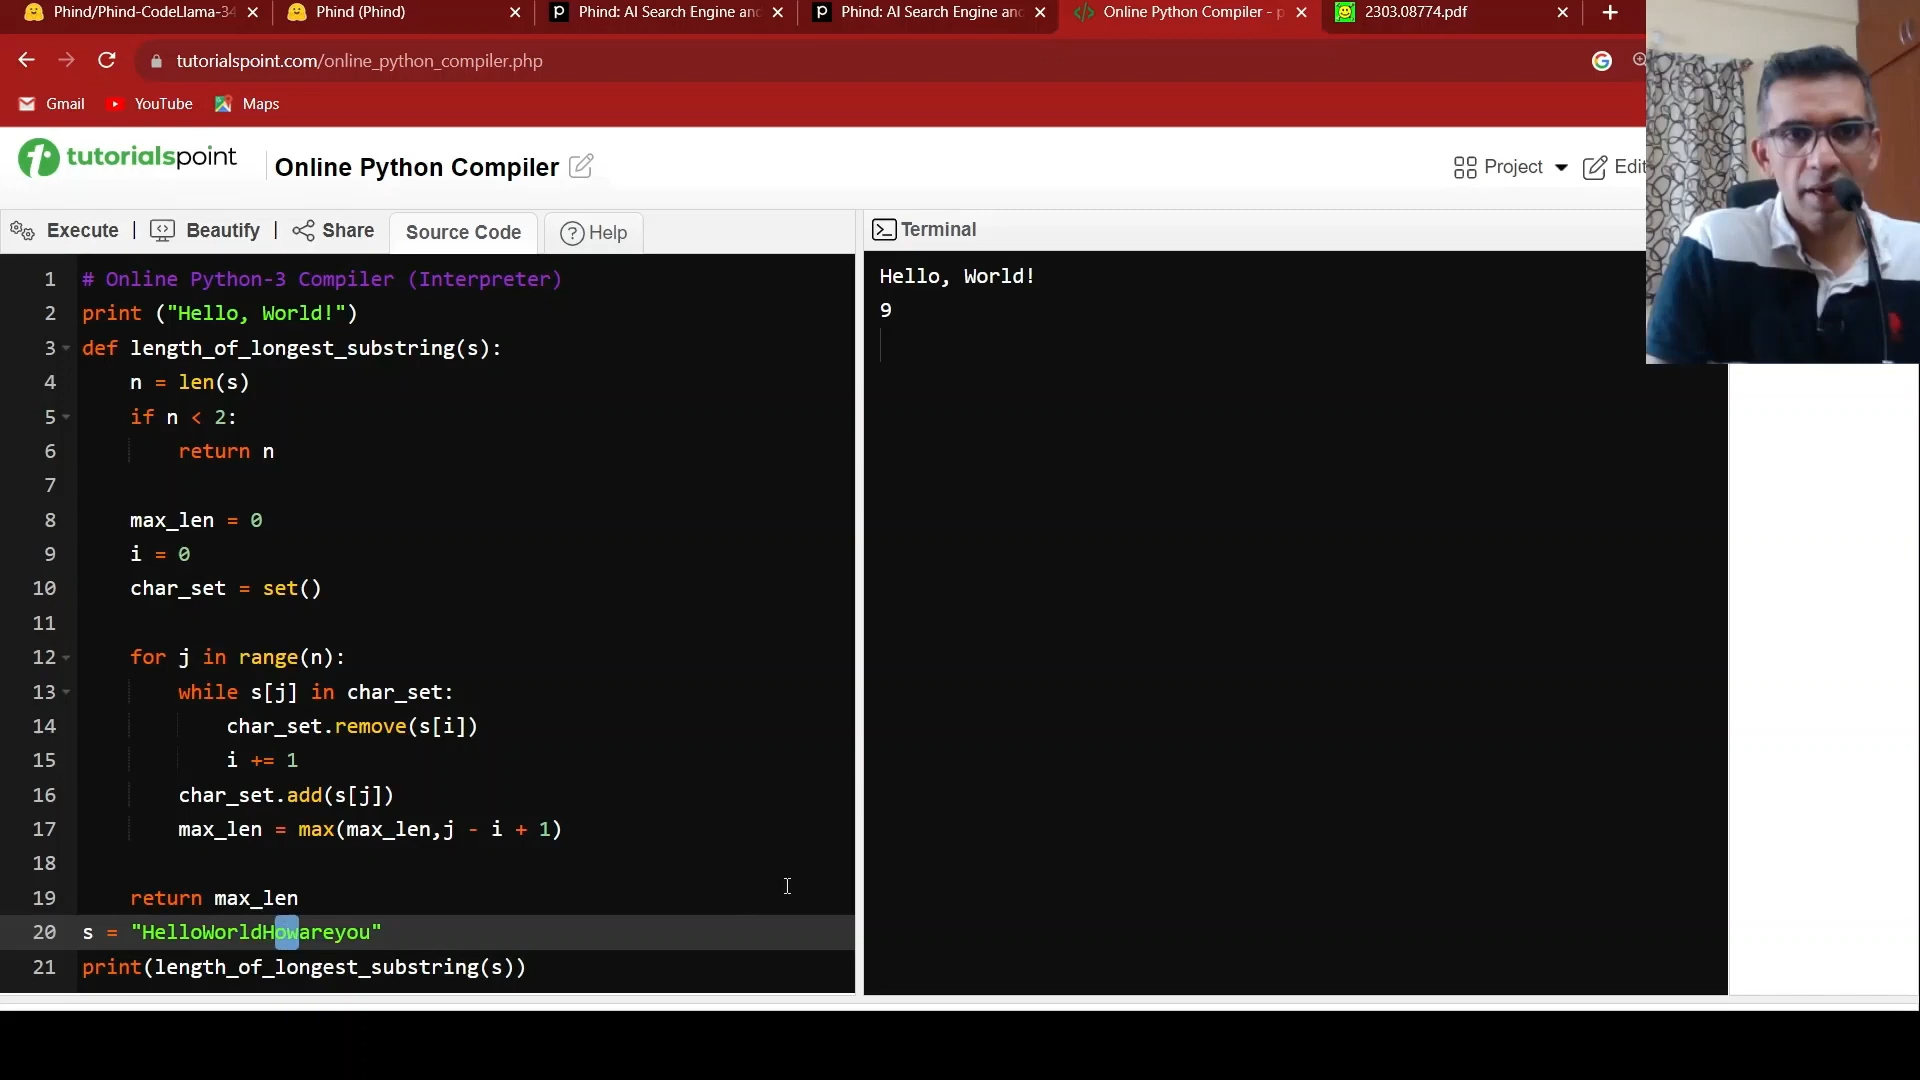 Phind/Phind-CodeLlama-34
Phind (Phind)
Phind: AI Search Engine and
Phind: AI Search Engine and
Online Python Compiler - p
2303.08774.pdf
tutorialspoint.com/online_python_compiler.php
Gmail
YouTube
Maps
tutorialspoint
Online Python Compiler
Project
Edit
Execute | Beautify | Share
Source Code
Help
Terminal
1 # Online Python-3 Compiler (Interpreter)
2 print ("Hello, World!")
3 def length_of_longest_substring(s):
4 n = len(s)
5 if n < 2:
6 return n
7
8 max_len = 0
9 i = 0
10 char_set = set()
11
12 for j in range(n):
13 while s[j] in char_set:
14 char_set.remove(s[i])
15 i += 1
16 char_set.add(s[j])
17 max_len = max(max_len,j - i + 1)
18
19 return max_len
20 s = "HelloWorldHowareyou"
21 print(length_of_longest_substring(s))
Hello, World!
9